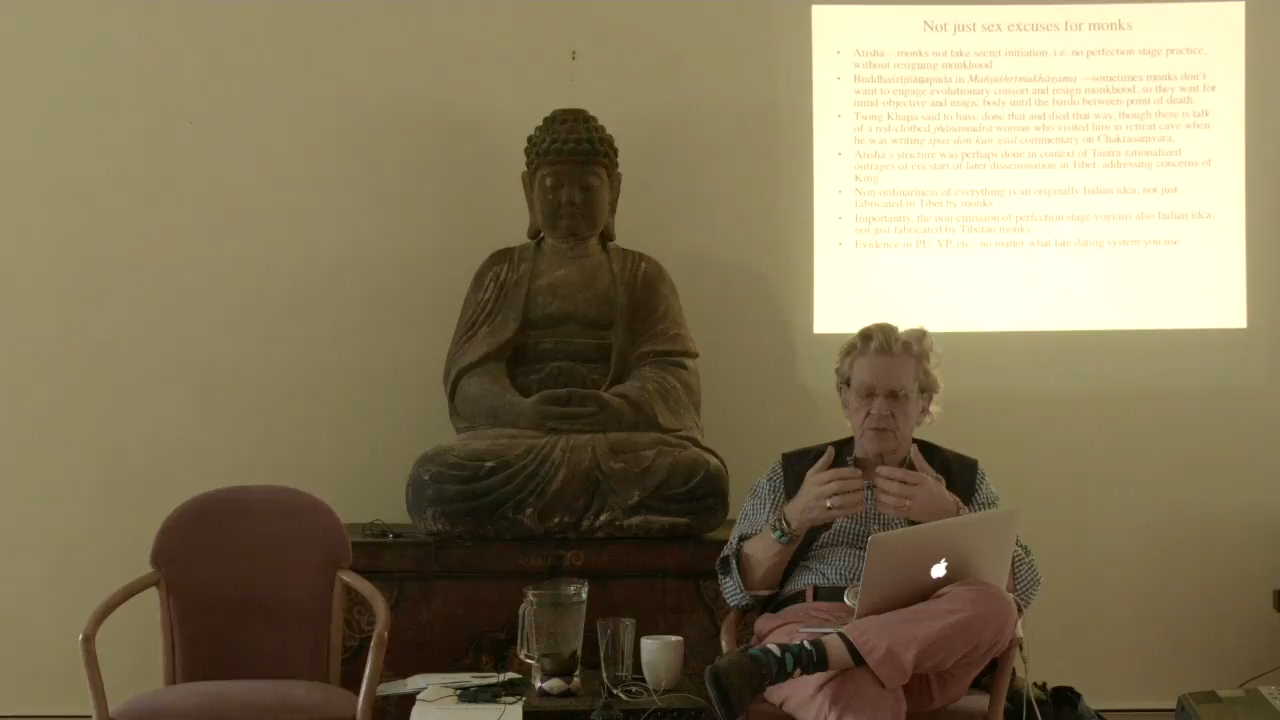 Not just sex excuses for monks
• Atisha – monks not take secret initiation, i.e. no perfection stage practice,
without resigning monkhood
• Buddhasrijnanapada in Mañjushrimukhagama – sometimes monks don't
want to engage evolutionary consort and resign monkhood, so they wait for
mind-objective and magic body until the bardo between point of death.
• Tsong Khapa said to have done that and died that way, though there is talk
of a red-clothed woman who visited him in retreat cave when
he was writing kun gsal commentary on Chakrasamvara.
• Atisha's stricture was perhaps done in context of Tantra-rationalized
outrages of era start of later dissemination in Tibet, addressing concerns of
King.
• Non-ordinariness of everything is an originally Indian idea, not just
fabricated in Tibet by monks.
• Importantly, the non-emission of perfection stage yogi/nis also Indian idea,
not just fabricated by Tibetan monks.
• Evidence in PU, VP, etc., no matter what late dating system you use